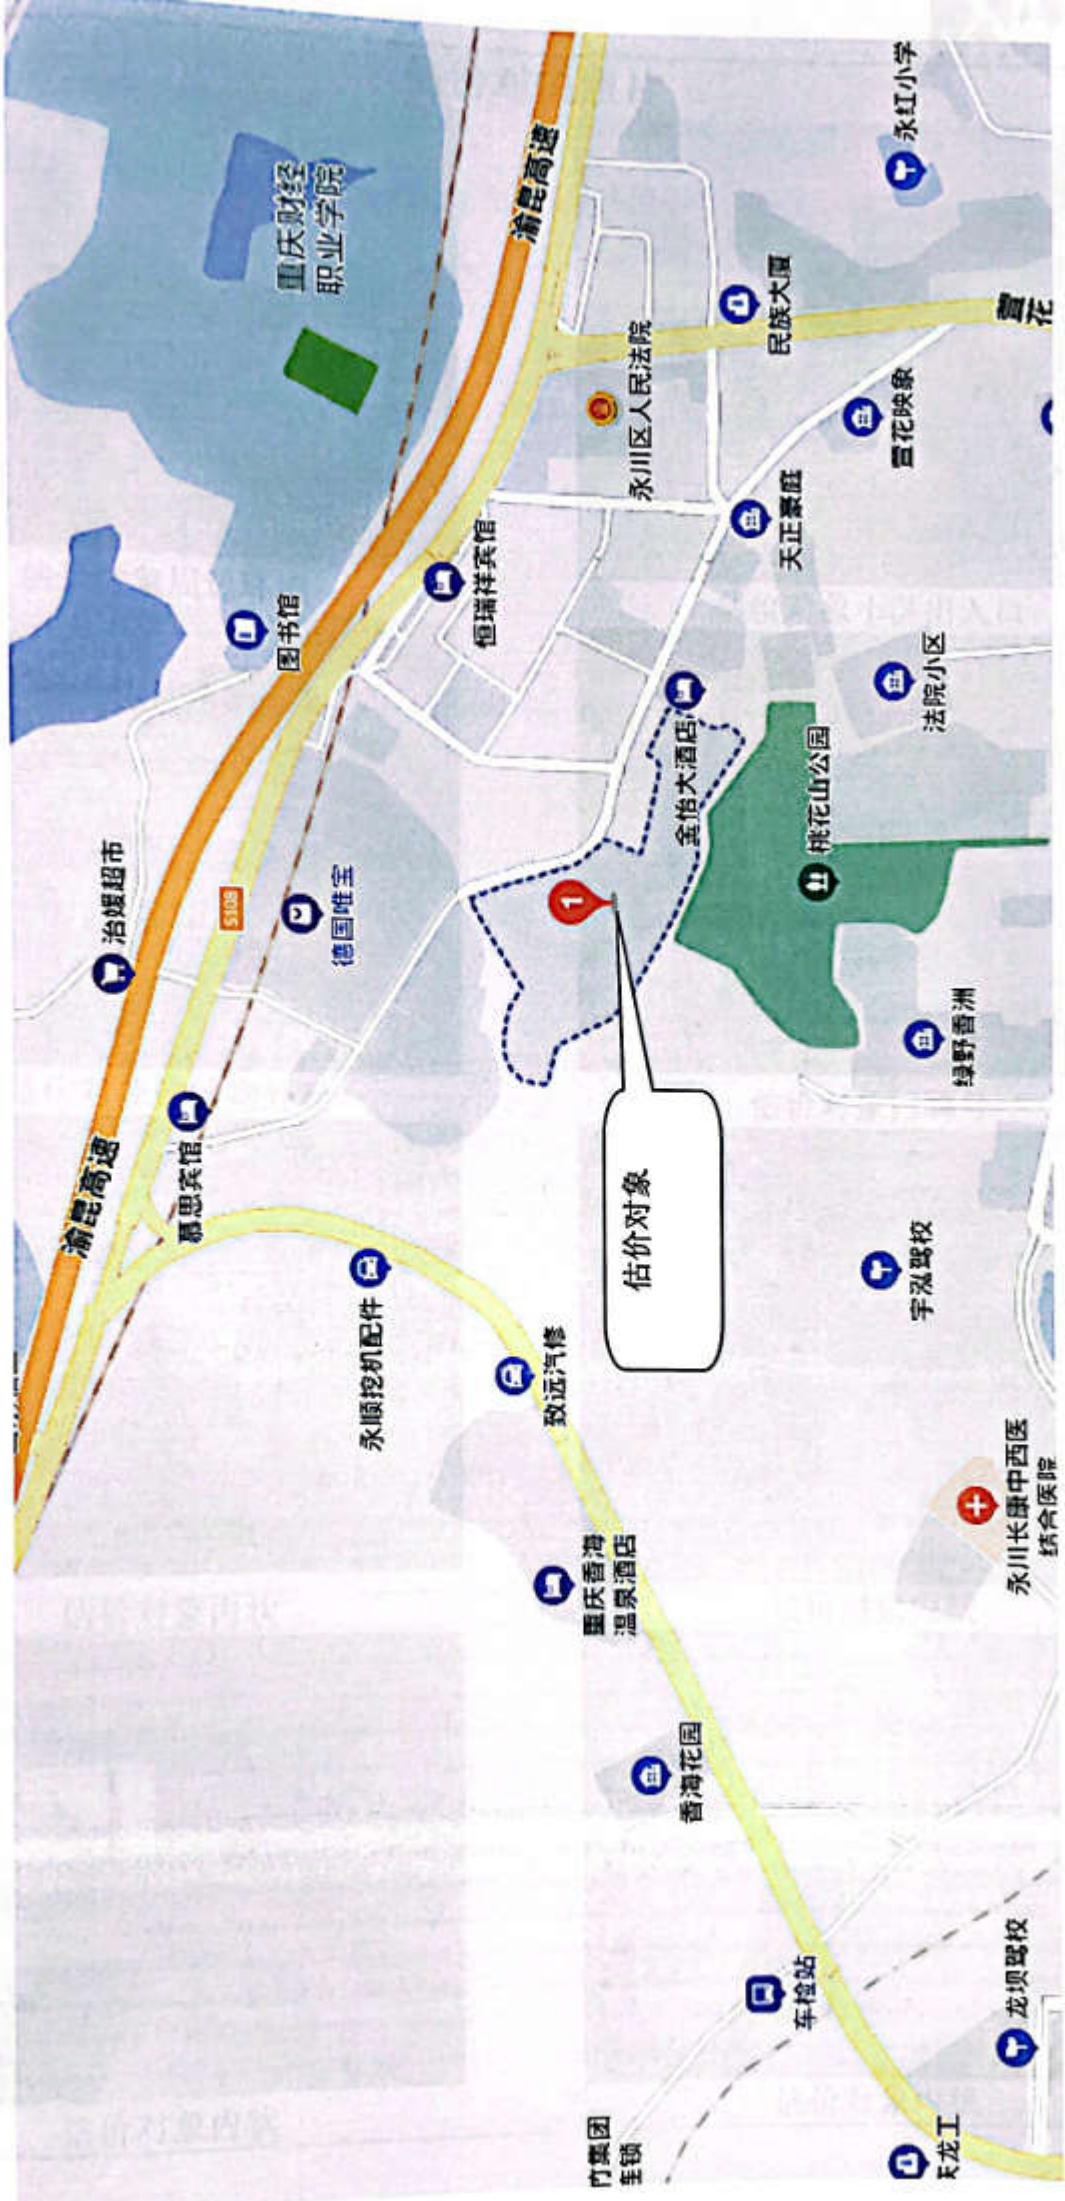 渝昆高速
治媛超市
慕思宾馆
S108
图书馆
重庆财经
职业学院
德国唯宝
永顺挖机配件
恒瑞祥宾馆
渝昆高速
致远汽修
1
竹集团
连锁
重庆香海
温泉酒店
估价对象
永川区人民法院
香海花园
金怡大酒店
民族大厦
天正豪庭
车检站
桃花山公园
永红小学
萱花映象
宇泓驾校
法院小区
天龙工
绿野香洲
龙坝驾校
永川长康中西医
结合医院
萱花